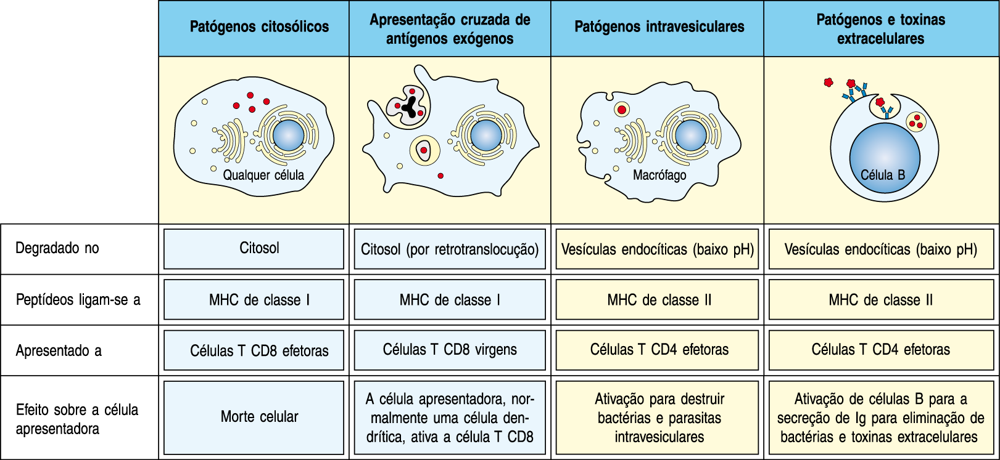 Patógenos citosólicos
Apresentação cruzada de
antígenos exógenos
Patógenos intravesiculares
Patógenos e toxinas
extracelulares
Qualquer célula
Macrófago
Célula B
Degradado no
Citosol
Citosol (por retrotranslocução)
Vesículas endocíticas (baixo pH)
Vesículas endocíticas (baixo pH)
Peptídeos ligam-se a
MHC de classe I
MHC de classe I
MHC de classe II
MHC de classe II
Apresentado a
Células T CD8 efetoras
Células T CD8 virgens
Células T CD4 efetoras
Células T CD4 efetoras
Efeito sobre a célula
apresentadora
Morte celular
A célula apresentadora, nor-
malmente uma célula den-
drítica, ativa a célula T CD8
Ativação para destruir
bactérias e parasitas
intravesiculares
Ativação de células B para a
secreção de Ig para eliminação de
bactérias e toxinas extracelulares